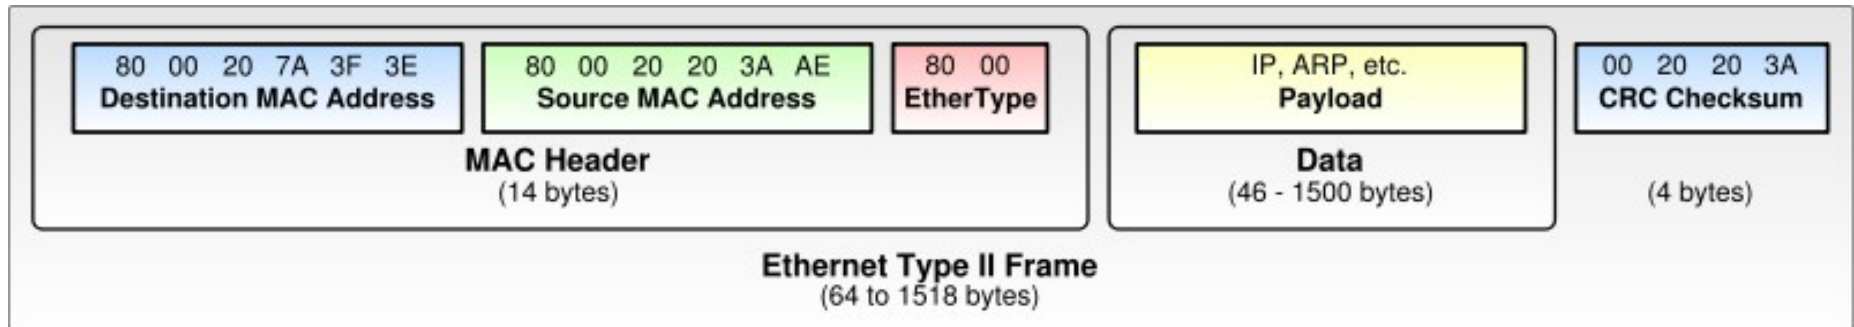 80 00 20 7A 3F 3E
Destination MAC Address
80 00 20 20 3A AE
Source MAC Address
80 00
EtherType
MAC Header
(14 bytes)
IP, ARP, etc.
Payload
Data
(46 - 1500 bytes)
00 20 20 3A
CRC Checksum
(4 bytes)
Ethernet Type II Frame
(64 to 1518 bytes)